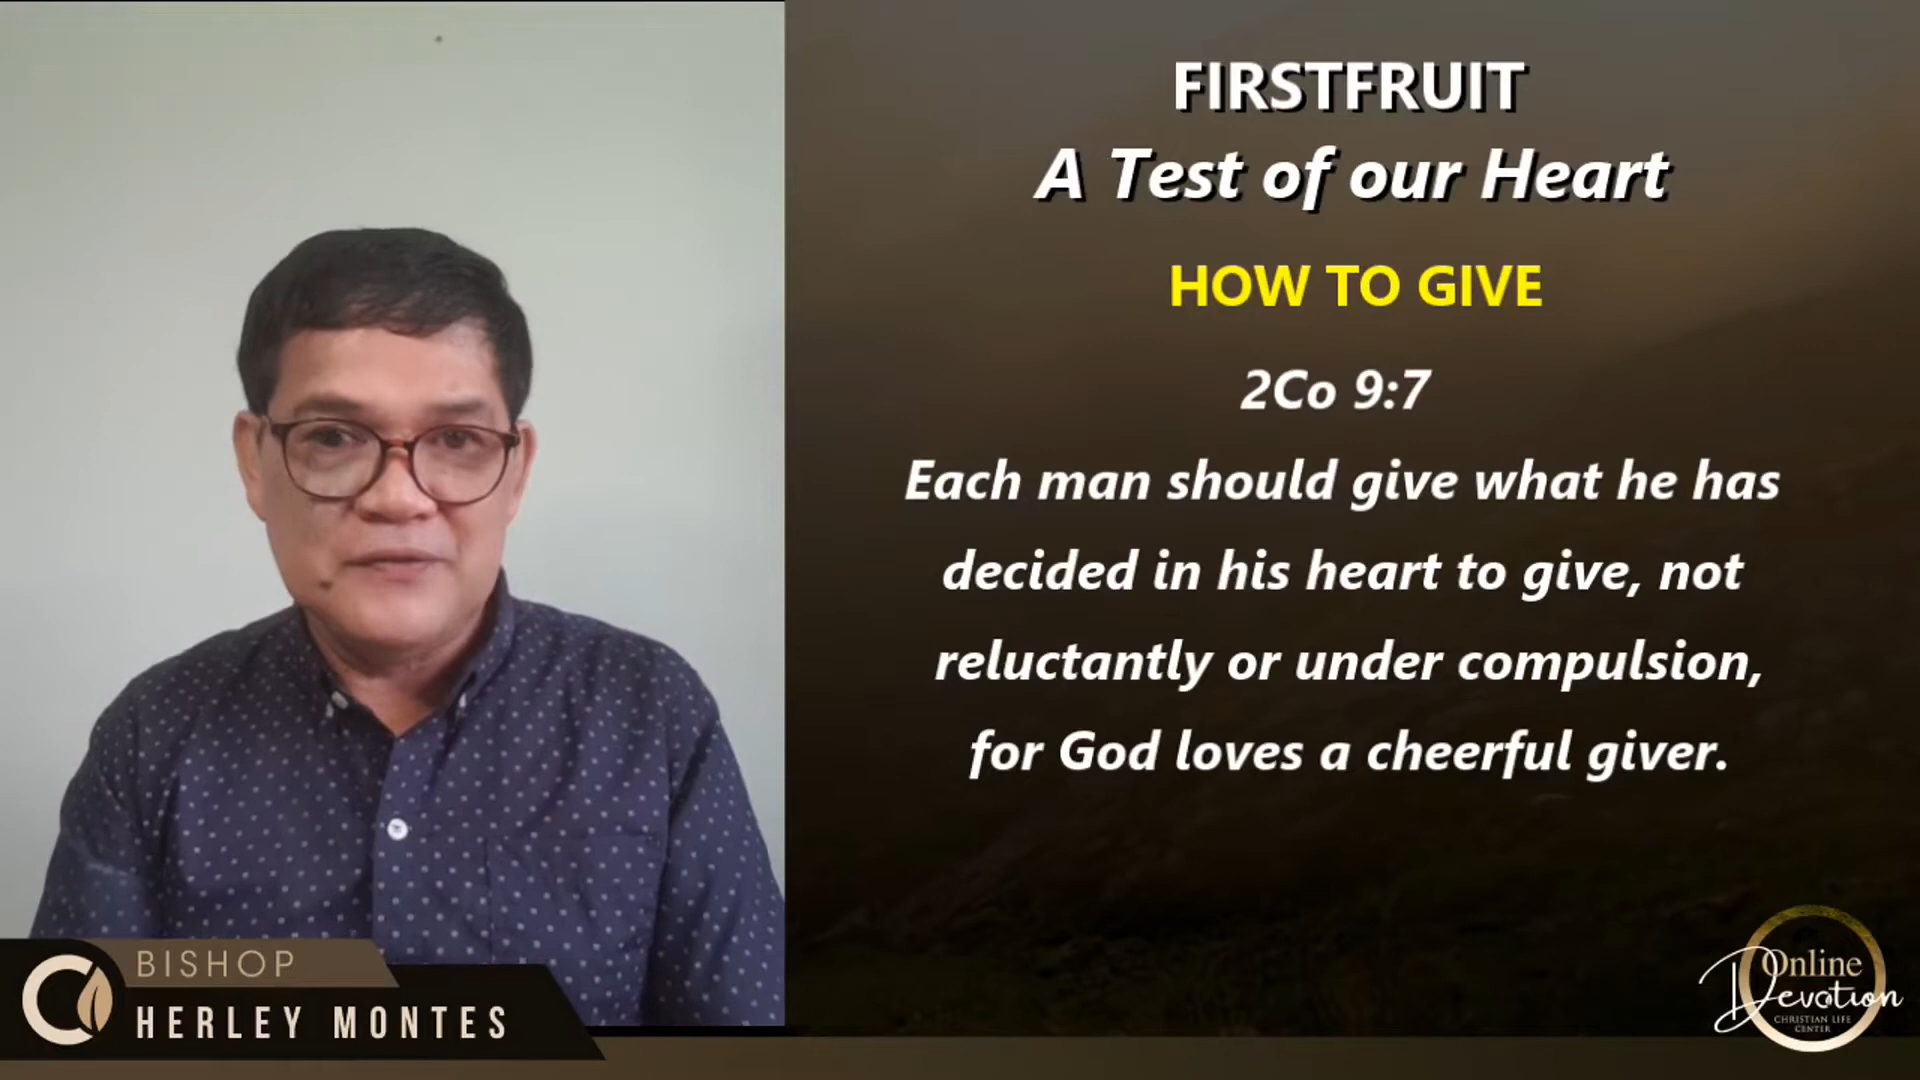 FIRSTFRUIT
A Test of our Heart
HOW TO GIVE
2Co 9:7
Each man should give what he has
decided in his heart to give, not
reluctantly or under compulsion,
for God loves a cheerful giver.
BISHOP
HERLEY MONTES
Online
Devotion
CHRISTIAN LIFE
CENTER